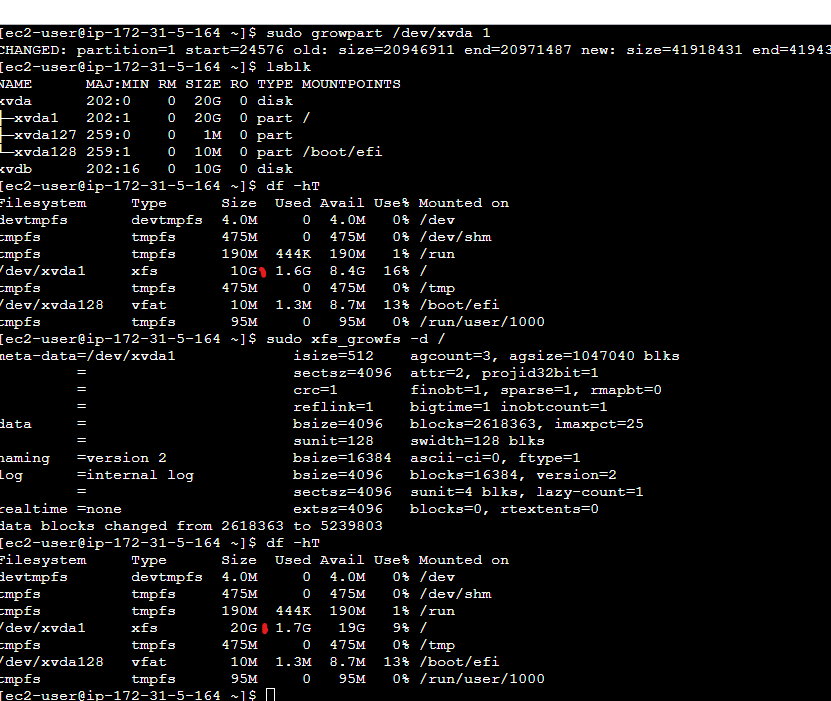 [ec2-user@ip-172-31-5-164 ~]$ sudo growpart /dev/xvda 1
CHANGED: partition=1 start=24576 old: size=20946911 end=20971487 new: size=41918431 end=41943
[ec2-user@ip-172-31-5-164 ~]$ lsblk
NAME      MAJ:MIN RM SIZE RO TYPE MOUNTPOINTS
xvda      202:0    0  20G  0 disk
├─xvda1   202:1    0  20G  0 part /
├─xvda127 259:0    0   1M  0 part
└─xvda128 259:1    0  10M  0 part /boot/efi
xvdb      202:16   0  10G  0 disk
[ec2-user@ip-172-31-5-164 ~]$ df -hT
Filesystem     Type      Size  Used Avail Use% Mounted on
devtmpfs       devtmpfs  4.0M     0  4.0M   0% /dev
tmpfs          tmpfs     475M     0  475M   0% /dev/shm
tmpfs          tmpfs     190M  444K  190M   1% /run
/dev/xvda1     xfs        10G  1.6G  8.4G  16% /
tmpfs          tmpfs     475M     0  475M   0% /tmp
/dev/xvda128   vfat       10M  1.3M  8.7M  13% /boot/efi
tmpfs          tmpfs      95M     0   95M   0% /run/user/1000
[ec2-user@ip-172-31-5-164 ~]$ sudo xfs_growfs -d /
meta-data=/dev/xvda1             isize=512    agcount=3, agsize=1047040 blks
         =                       sectsz=4096  attr=2, projid32bit=1
         =                       crc=1        finobt=1, sparse=1, rmapbt=0
         =                       reflink=1    bigtime=1 inobtcount=1
data     =                       bsize=4096   blocks=2618363, imaxpct=25
         =                       sunit=128    swidth=128 blks
naming   =version 2              bsize=16384  ascii-ci=0, ftype=1
log      =internal log           bsize=4096   blocks=16384, version=2
         =                       sectsz=4096  sunit=4 blks, lazy-count=1
realtime =none                   extsz=4096   blocks=0, rtextents=0
data blocks changed from 2618363 to 5239803
[ec2-user@ip-172-31-5-164 ~]$ df -hT
Filesystem     Type      Size  Used Avail Use% Mounted on
devtmpfs       devtmpfs  4.0M     0  4.0M   0% /dev
tmpfs          tmpfs     475M     0  475M   0% /dev/shm
tmpfs          tmpfs     190M  444K  190M   1% /run
/dev/xvda1     xfs        20G  1.7G   19G   9% /
tmpfs          tmpfs     475M     0  475M   0% /tmp
/dev/xvda128   vfat       10M  1.3M  8.7M  13% /boot/efi
tmpfs          tmpfs      95M     0   95M   0% /run/user/1000
[ec2-user@ip-172-31-5-164 ~]$